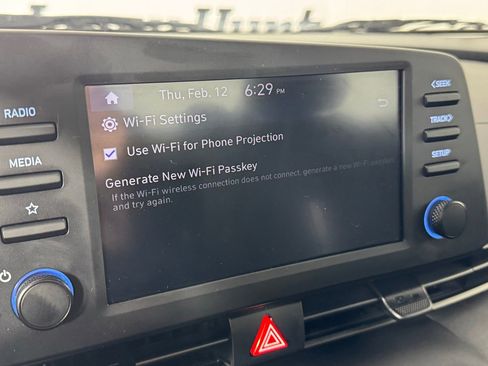 Thu, Feb. 12 6:29 PM
Wi-Fi Settings
Use Wi-Fi for Phone Projection
Generate New Wi-Fi Passkey
If the Wi-Fi wireless connection does not connect, generate a new Wi-Fi passkey
and try again.
RADIO
MEDIA
<SEEK
TRACK>
SETUP